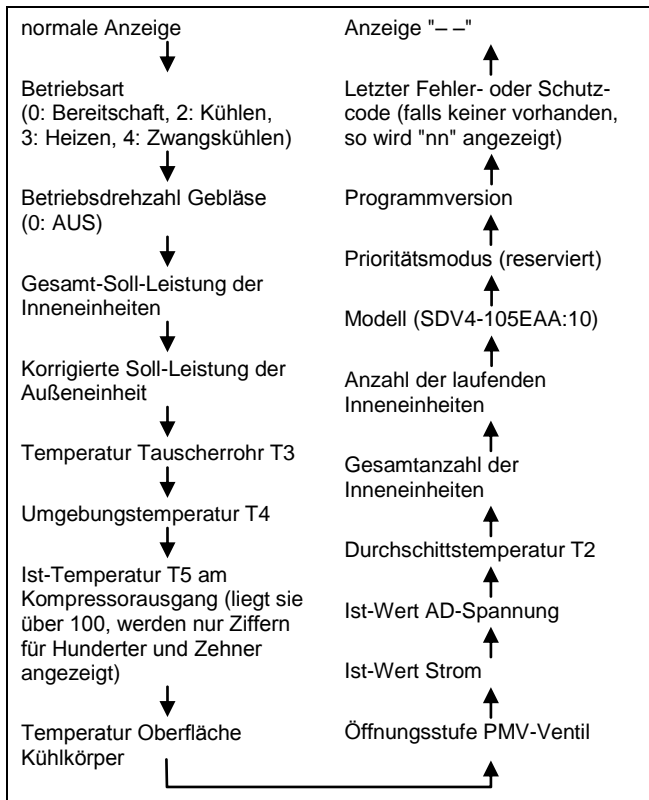 normale Anzeige
Betriebsart
(0: Bereitschaft, 2: Kühlen,
3: Heizen, 4: Zwangskühlen)
Betriebsdrehzahl Gebläse
(0: AUS)
Gesamt-Soll-Leistung der
Inneneinheiten
Korrigierte Soll-Leistung der
Außeneinheit
Temperatur Tauscherrohr T3
Umgebungstemperatur T4
Ist-Temperatur T5 am
Kompressorausgang (liegt sie
über 100, werden nur Ziffern
für Hunderter und Zehner
angezeigt)
Temperatur Oberfläche
Kühlkörper
Öffnungsstufe PMV-Ventil
Ist-Wert Strom
Ist-Wert AD-Spannung
Durchschittstemperatur T2
Gesamtanzahl der
Inneneinheiten
Anzahl der laufenden
Inneneinheiten
Modell (SDV4-105EAA:10)
Prioritätsmodus (reserviert)
Programmversion
Letzter Fehler- oder Schutz-
code (falls keiner vorhanden,
so wird "nn" angezeigt)
Anzeige "– –"